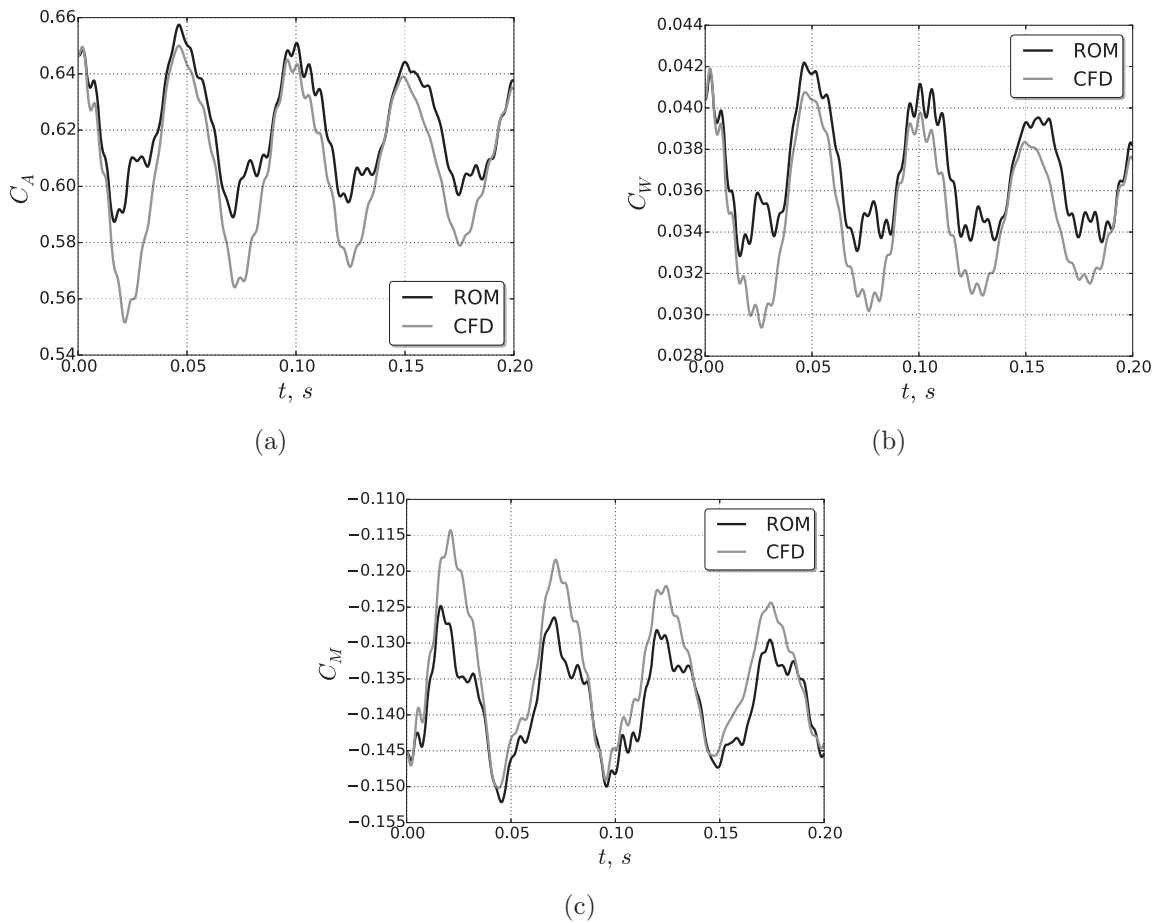 0.66
0.64
0.62
0.60
0.58
0.56
0.54
C_A
ROM
CFD
0.00 0.05 0.10 0.15 0.20
t, s
(a)
0.044
0.042
0.040
0.038
0.036
0.034
0.032
0.030
0.028
C_W
ROM
CFD
0.00 0.05 0.10 0.15 0.20
t, s
(b)
−0.110
−0.115
−0.120
−0.125
−0.130
−0.135
−0.140
−0.145
−0.150
−0.155
C_M
ROM
CFD
0.00 0.05 0.10 0.15 0.20
t, s
(c)